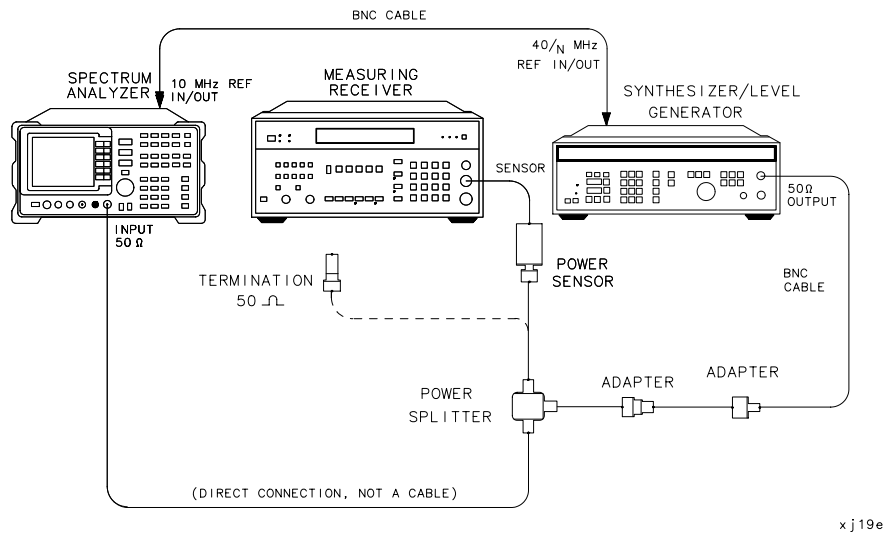 BNC CABLE
40/N MHz
REF IN/OUT
SPECTRUM
ANALYZER
10 MHz REF
IN/OUT
MEASURING
RECEIVER
SYNTHESIZER/LEVEL
GENERATOR
SENSOR
50Ω
OUTPUT
INPUT
50Ω
TERMINATION
50 Ω
POWER
SENSOR
BNC
CABLE
POWER
SPLITTER
ADAPTER
ADAPTER
(DIRECT CONNECTION, NOT A CABLE)
xj19e